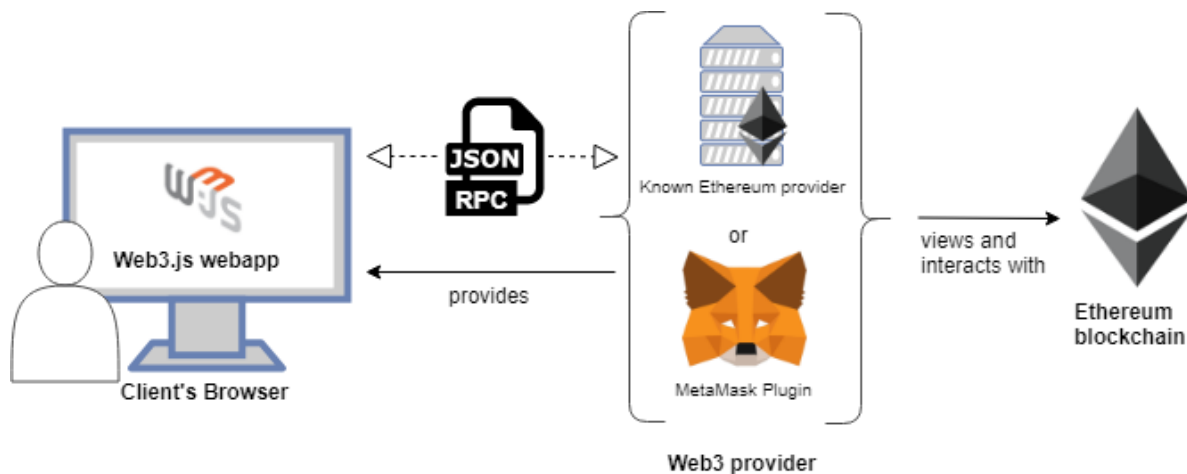 W3JS
Web3.js webapp
Client's Browser
JSON
RPC
provides
Known Ethereum provider
or
MetaMask Plugin
Web3 provider
views and
interacts with
Ethereum
blockchain